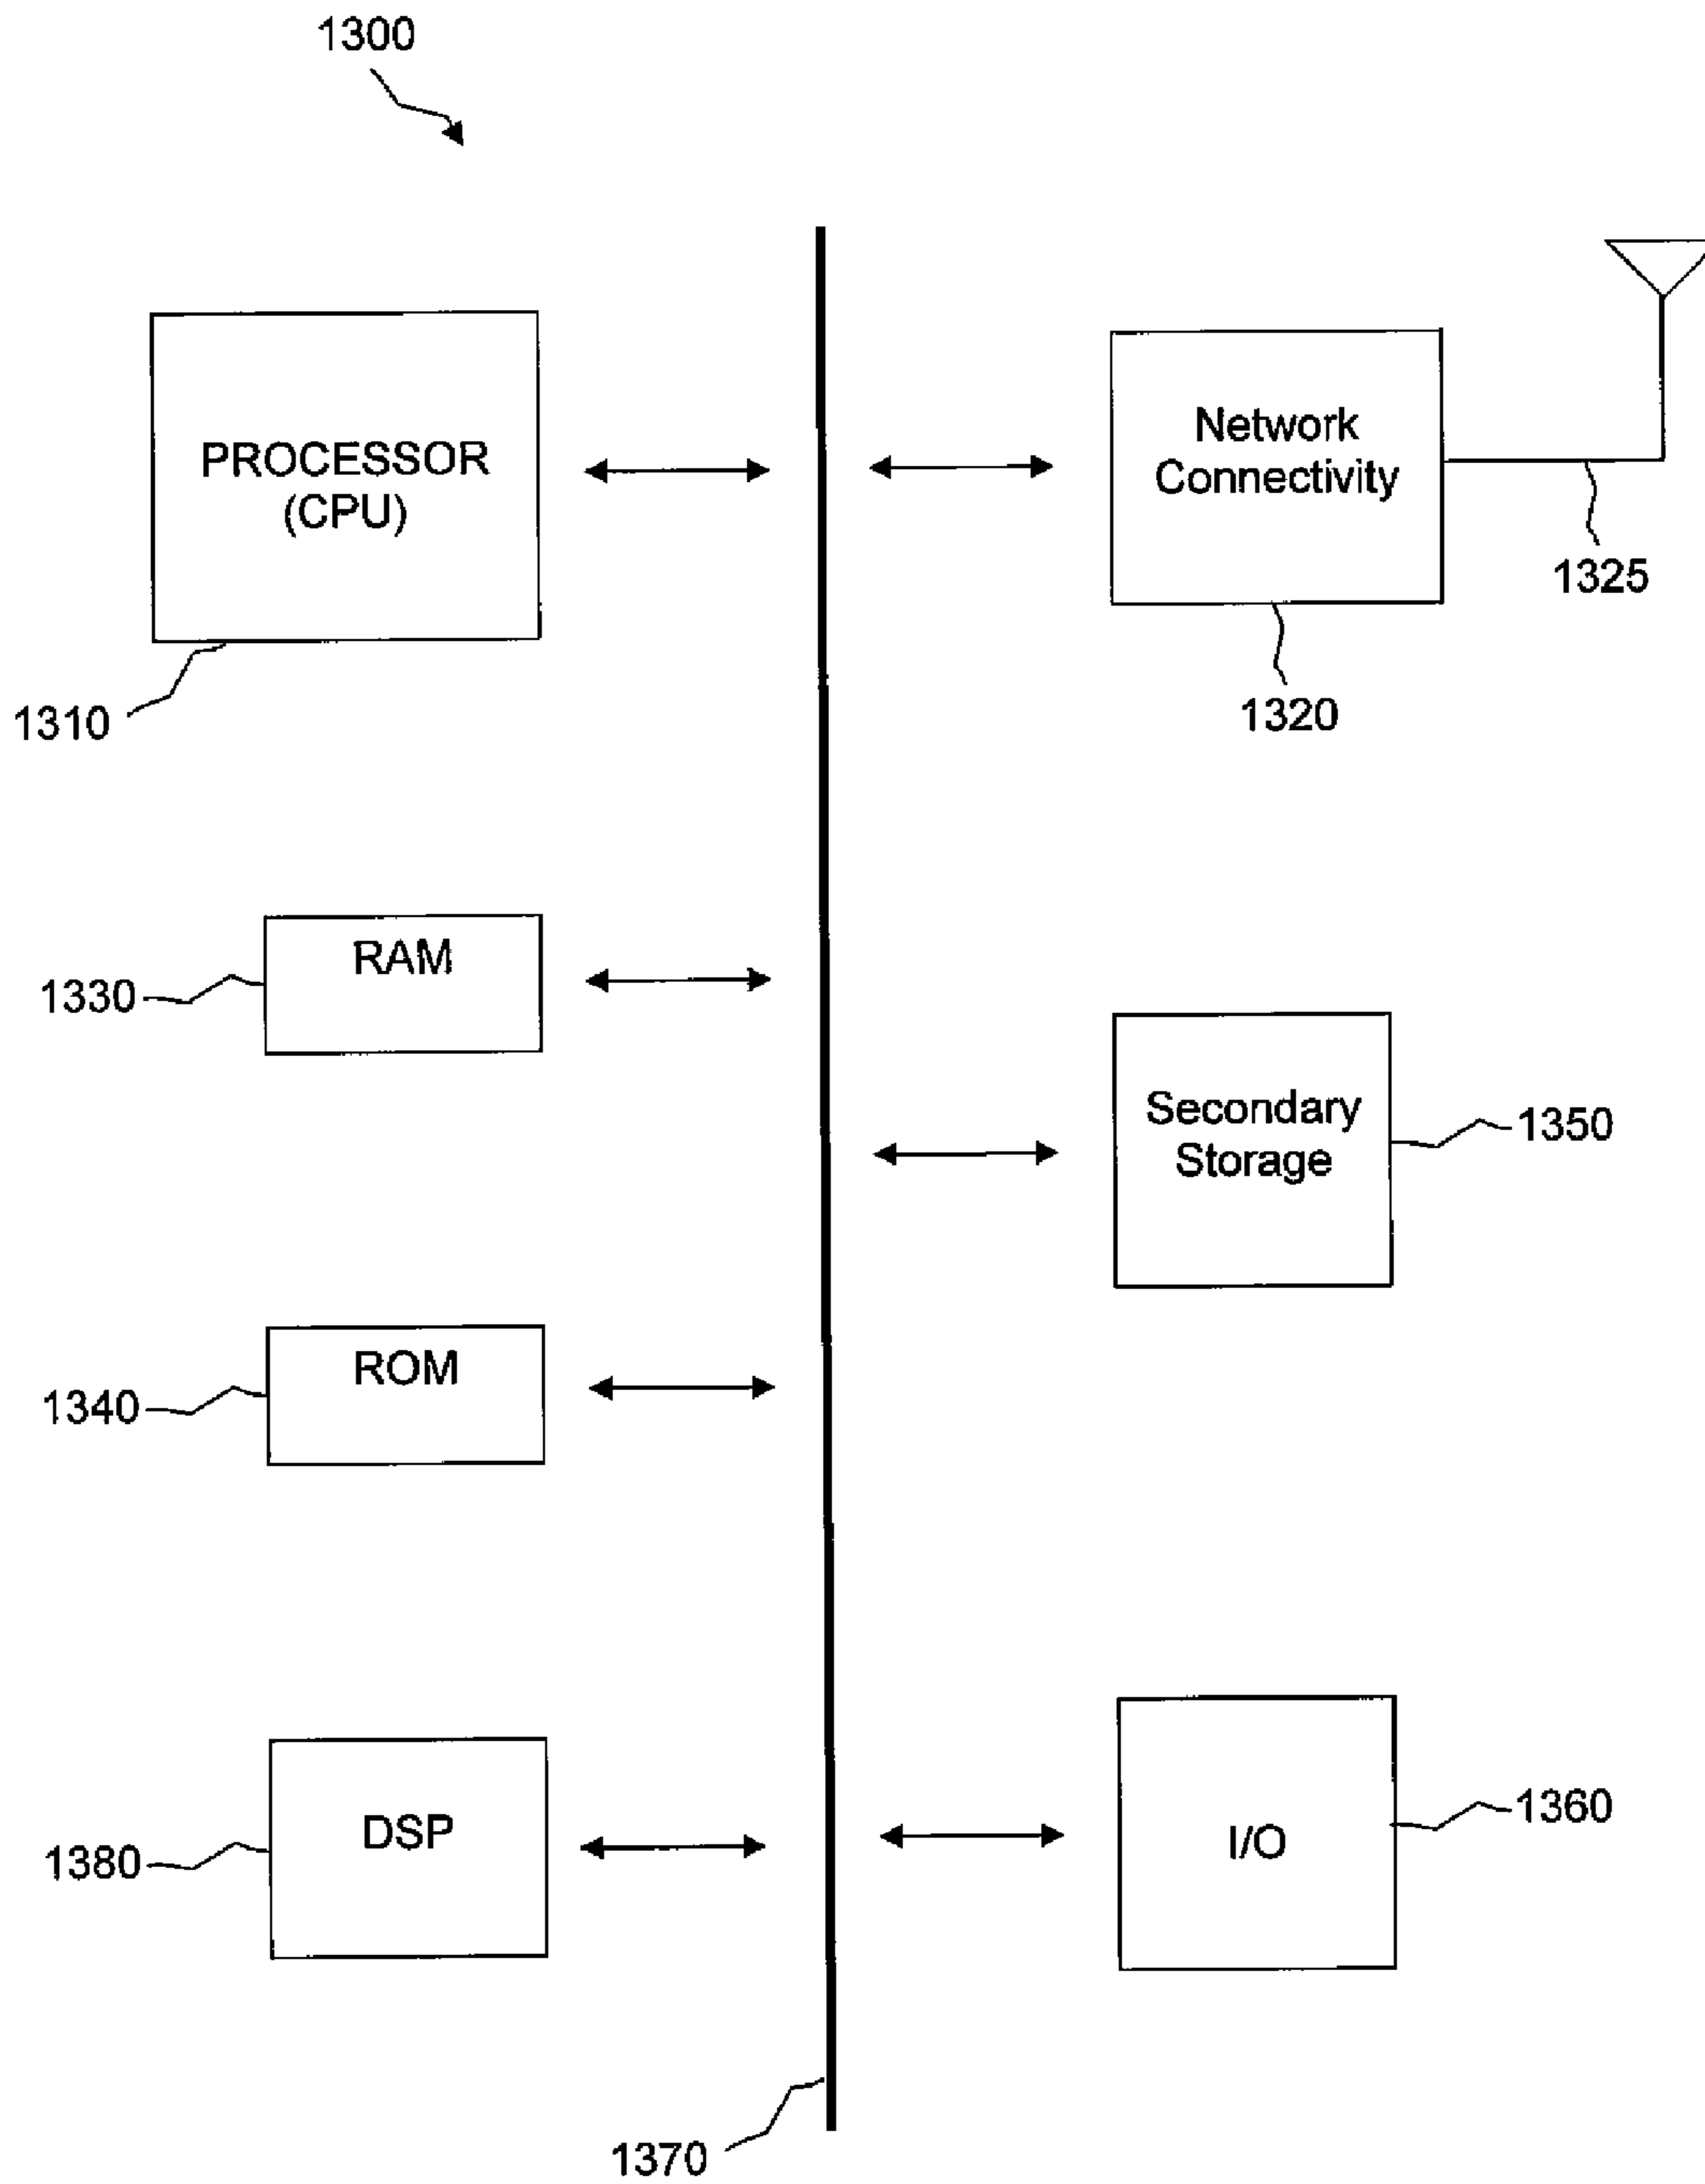 1300
PROCESSOR
(CPU)
1310
Network
Connectivity
1325
1320
RAM
1330
Secondary
Storage
1350
ROM
1340
DSP
1380
I/O
1360
1370